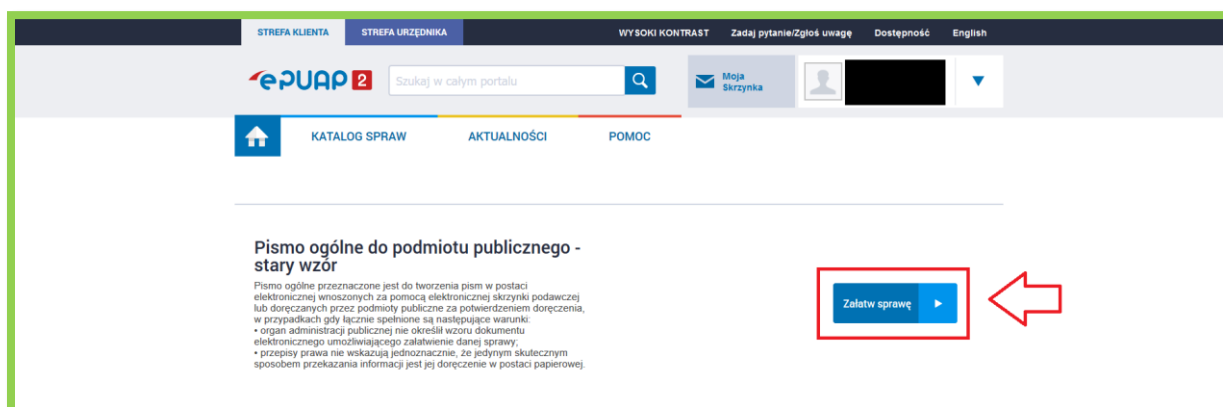 STREFA KLIENTA STREFA URZĘDNIKA WYSOKI KONTRAST Zadaj pytanie/Zgłoś uwagę Dostępność English
ePUAP 2 Szukaj w całym portalu Moja
Skrzynka
KATALOG SPRAW AKTUALNOŚCI POMOC
Pismo ogólne do podmiotu publicznego -
stary wzór
Pismo ogólne przeznaczone jest do tworzenia pism w postaci
elektronicznej wnoszonych za pomocą elektronicznej skrzynki podawczej
lub doręczanych przez podmioty publiczne za potwierdzeniem doręczenia,
w przypadkach gdy łącznie spełnione są następujące warunki:
• organ administracji publicznej nie określił wzoru dokumentu
elektronicznego umożliwiającego załatwienie danej sprawy;
• przepisy prawa nie wskazują jednoznacznie, że jedynym skutecznym
sposobem przekazania informacji jest jej doręczenie w postaci papierowej.
Załatw sprawę